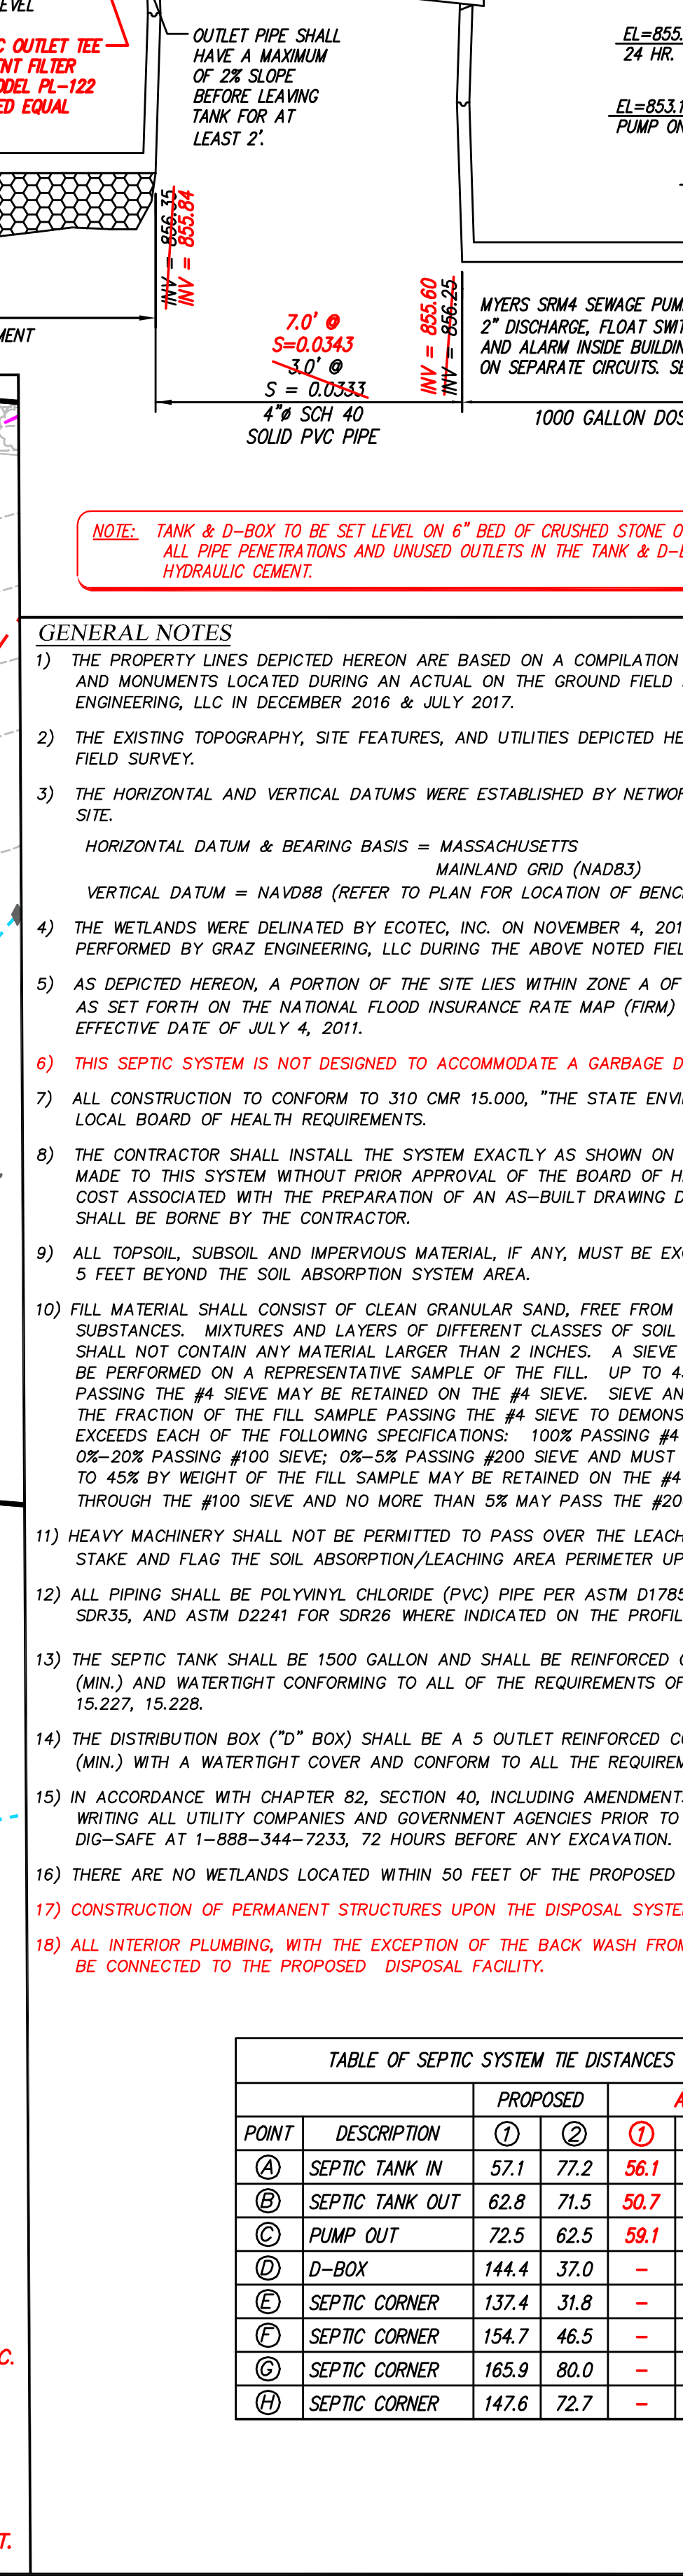 EVEL
C OUTLET TEE
ENT FILTER
ODEL PL-122
ED EQUAL
OUTLET PIPE SHALL
HAVE A MAXIMUM
OF 2% SLOPE
BEFORE LEAVING
TANK FOR AT
LEAST 2'.
EL=855.
24 HR.
EL=853.1
PUMP ON
INV = 856.35
INV = 855.84
MENT
7.0' @
S=0.0343
3.0' @
S = 0.0333
4"ø SCH 40
SOLID PVC PIPE
INV = 855.60
INV = 856.25
MYERS SRM4 SEWAGE PUM
2" DISCHARGE, FLOAT SWIT
AND ALARM INSIDE BUILDIN
ON SEPARATE CIRCUITS. SE
1000 GALLON DOS
NOTE: TANK & D-BOX TO BE SET LEVEL ON 6" BED OF CRUSHED STONE O
ALL PIPE PENETRATIONS AND UNUSED OUTLETS IN THE TANK & D-B
HYDRAULIC CEMENT.
GENERAL NOTES
1) THE PROPERTY LINES DEPICTED HEREON ARE BASED ON A COMPILATION
AND MONUMENTS LOCATED DURING AN ACTUAL ON THE GROUND FIELD
ENGINEERING, LLC IN DECEMBER 2016 & JULY 2017.
2) THE EXISTING TOPOGRAPHY, SITE FEATURES, AND UTILITIES DEPICTED HE
FIELD SURVEY.
3) THE HORIZONTAL AND VERTICAL DATUMS WERE ESTABLISHED BY NETWOR
SITE.
HORIZONTAL DATUM & BEARING BASIS = MASSACHUSETTS
MAINLAND GRID (NAD83)
VERTICAL DATUM = NAVD88 (REFER TO PLAN FOR LOCATION OF BENC
4) THE WETLANDS WERE DELINATED BY ECOTEC, INC. ON NOVEMBER 4, 201
PERFORMED BY GRAZ ENGINEERING, LLC DURING THE ABOVE NOTED FIEL
5) AS DEPICTED HEREON, A PORTION OF THE SITE LIES WITHIN ZONE A OF
AS SET FORTH ON THE NATIONAL FLOOD INSURANCE RATE MAP (FIRM)
EFFECTIVE DATE OF JULY 4, 2011.
6) THIS SEPTIC SYSTEM IS NOT DESIGNED TO ACCOMMODATE A GARBAGE D
7) ALL CONSTRUCTION TO CONFORM TO 310 CMR 15.000, "THE STATE ENVI
LOCAL BOARD OF HEALTH REQUIREMENTS.
8) THE CONTRACTOR SHALL INSTALL THE SYSTEM EXACTLY AS SHOWN ON
MADE TO THIS SYSTEM WITHOUT PRIOR APPROVAL OF THE BOARD OF H
COST ASSOCIATED WITH THE PREPARATION OF AN AS-BUILT DRAWING D
SHALL BE BORNE BY THE CONTRACTOR.
9) ALL TOPSOIL, SUBSOIL AND IMPERVIOUS MATERIAL, IF ANY, MUST BE EXC
5 FEET BEYOND THE SOIL ABSORPTION SYSTEM AREA.
10) FILL MATERIAL SHALL CONSIST OF CLEAN GRANULAR SAND, FREE FROM
SUBSTANCES. MIXTURES AND LAYERS OF DIFFERENT CLASSES OF SOIL
SHALL NOT CONTAIN ANY MATERIAL LARGER THAN 2 INCHES. A SIEVE
BE PERFORMED ON A REPRESENTATIVE SAMPLE OF THE FILL. UP TO 4
PASSING THE #4 SIEVE MAY BE RETAINED ON THE #4 SIEVE. SIEVE AN
THE FRACTION OF THE FILL SAMPLE PASSING THE #4 SIEVE TO DEMONS
EXCEEDS EACH OF THE FOLLOWING SPECIFICATIONS: 100% PASSING #4
0%-20% PASSING #100 SIEVE; 0%-5% PASSING #200 SIEVE AND MUST
TO 45% BY WEIGHT OF THE FILL SAMPLE MAY BE RETAINED ON THE #4
THROUGH THE #100 SIEVE AND NO MORE THAN 5% MAY PASS THE #20
11) HEAVY MACHINERY SHALL NOT BE PERMITTED TO PASS OVER THE LEACH
STAKE AND FLAG THE SOIL ABSORPTION/LEACHING AREA PERIMETER UP
12) ALL PIPING SHALL BE POLYVINYL CHLORIDE (PVC) PIPE PER ASTM D1785
SDR35, AND ASTM D2241 FOR SDR26 WHERE INDICATED ON THE PROFIL
13) THE SEPTIC TANK SHALL BE 1500 GALLON AND SHALL BE REINFORCED C
(MIN.) AND WATERTIGHT CONFORMING TO ALL OF THE REQUIREMENTS OF
15.227, 15.228.
14) THE DISTRIBUTION BOX ("D" BOX) SHALL BE A 5 OUTLET REINFORCED CO
(MIN.) WITH A WATERTIGHT COVER AND CONFORM TO ALL THE REQUIREM
15) IN ACCORDANCE WITH CHAPTER 82, SECTION 40, INCLUDING AMENDMENTS
WRITING ALL UTILITY COMPANIES AND GOVERNMENT AGENCIES PRIOR TO
DIG-SAFE AT 1-888-344-7233, 72 HOURS BEFORE ANY EXCAVATION.
16) THERE ARE NO WETLANDS LOCATED WITHIN 50 FEET OF THE PROPOSED
17) CONSTRUCTION OF PERMANENT STRUCTURES UPON THE DISPOSAL SYSTE
18) ALL INTERIOR PLUMBING, WITH THE EXCEPTION OF THE BACK WASH FROM
BE CONNECTED TO THE PROPOSED DISPOSAL FACILITY.
TABLE OF SEPTIC SYSTEM TIE DISTANCES
PROPOSED A
POINT DESCRIPTION 1 2 1
A SEPTIC TANK IN 57.1 77.2 56.1
B SEPTIC TANK OUT 62.8 71.5 50.7
C PUMP OUT 72.5 62.5 59.1
D D-BOX 144.4 37.0 -
E SEPTIC CORNER 137.4 31.8 -
F SEPTIC CORNER 154.7 46.5 -
G SEPTIC CORNER 165.9 80.0 -
H SEPTIC CORNER 147.6 72.7 -
C.
T.